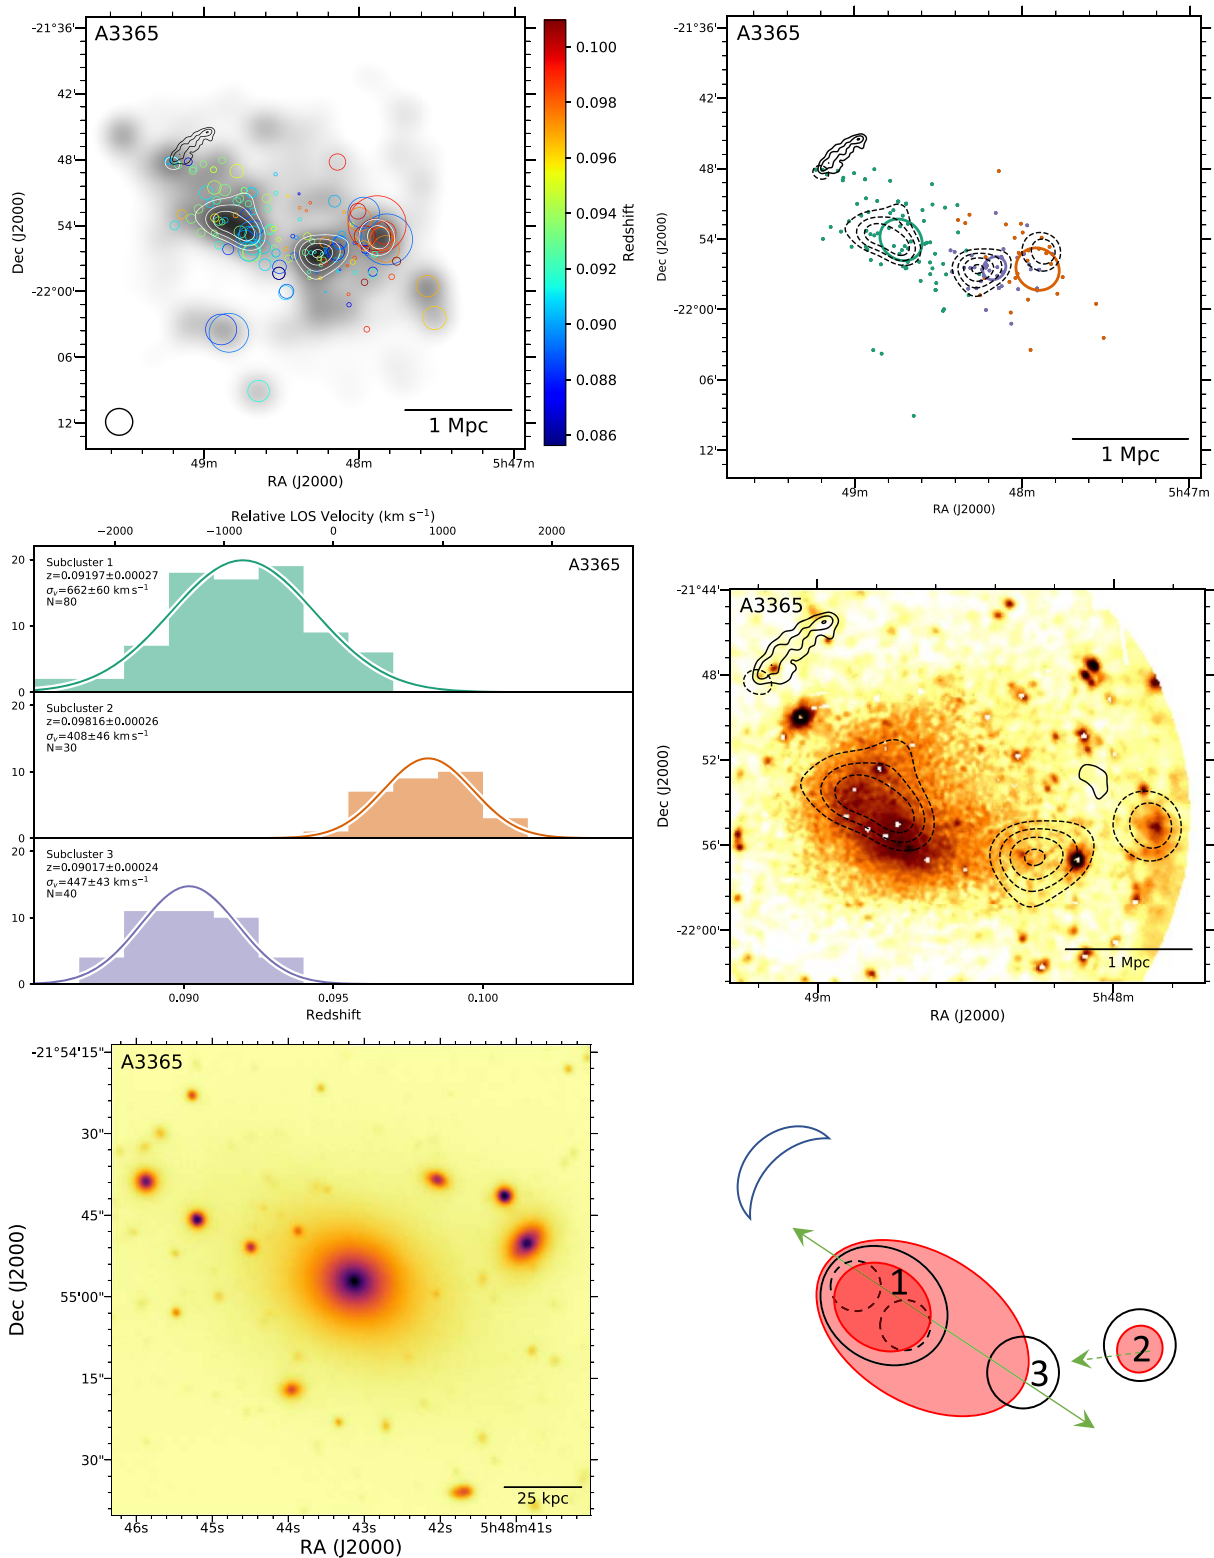 A3365
-21°36'
42'
48'
54'
-22°00'
06'
12'
Dec (J2000)
49m
48m
5h47m
RA (J2000)
1 Mpc
0.100
0.098
0.096
0.094
0.092
0.090
0.088
0.086
Redshift
A3365
-21°36'
42'
48'
54'
-22°00'
06'
12'
Dec (J2000)
49m
48m
5h47m
RA (J2000)
1 Mpc
Relative LOS Velocity (km s⁻¹)
-2000
-1000
0
1000
2000
A3365
Subcluster 1
z=0.09197±0.00027
σᵥ=662±60 km s⁻¹
N=80
20
10
0
Subcluster 2
z=0.09816±0.00026
σᵥ=408±46 km s⁻¹
N=30
20
10
0
Subcluster 3
z=0.09017±0.00024
σᵥ=447±43 km s⁻¹
N=40
20
10
0
0.090
0.095
0.100
Redshift
A3365
-21°44'
48'
52'
56'
-22°00'
Dec (J2000)
49m
5h48m
RA (J2000)
1 Mpc
A3365
-21°54'15"
30"
45"
55'00"
15"
30"
Dec (J2000)
46s
45s
44s
43s
42s
5h48m41s
RA (J2000)
25 kpc
1
2
3